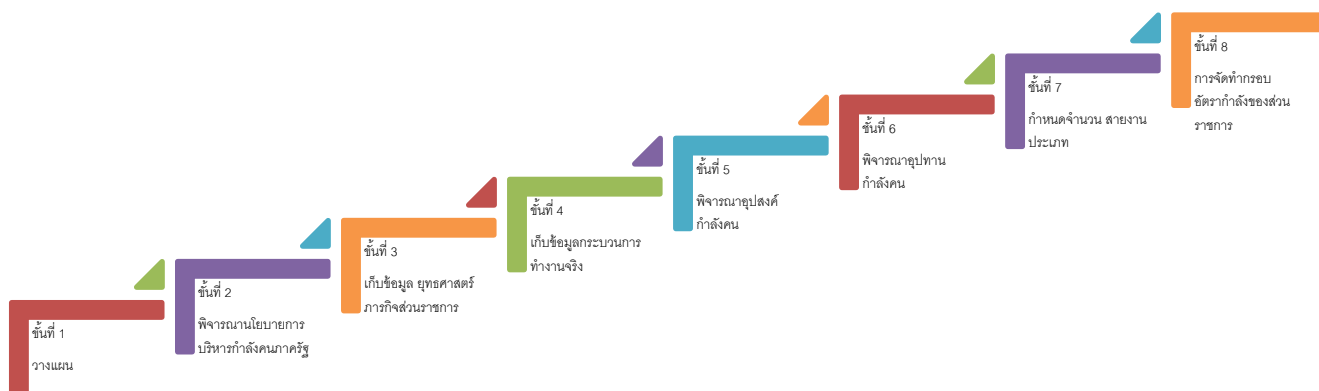 ขั้นที่ 1
วางแผน
ขั้นที่ 2
พิจารณานโยบายการ
บริหารกำลังคนภาครัฐ
ขั้นที่ 3
เก็บข้อมูล ยุทธศาสตร์
ภารกิจส่วนราชการ
ขั้นที่ 4
เก็บข้อมูลกระบวนการ
ทำงานจริง
ขั้นที่ 5
พิจารณาอุปสงค์
กำลังคน
ขั้นที่ 6
พิจารณาอุปทาน
กำลังคน
ขั้นที่ 7
กำหนดจำนวน สายงาน
ประเภท
ขั้นที่ 8
การจัดทำกรอบ
อัตรากำลังของส่วน
ราชการ